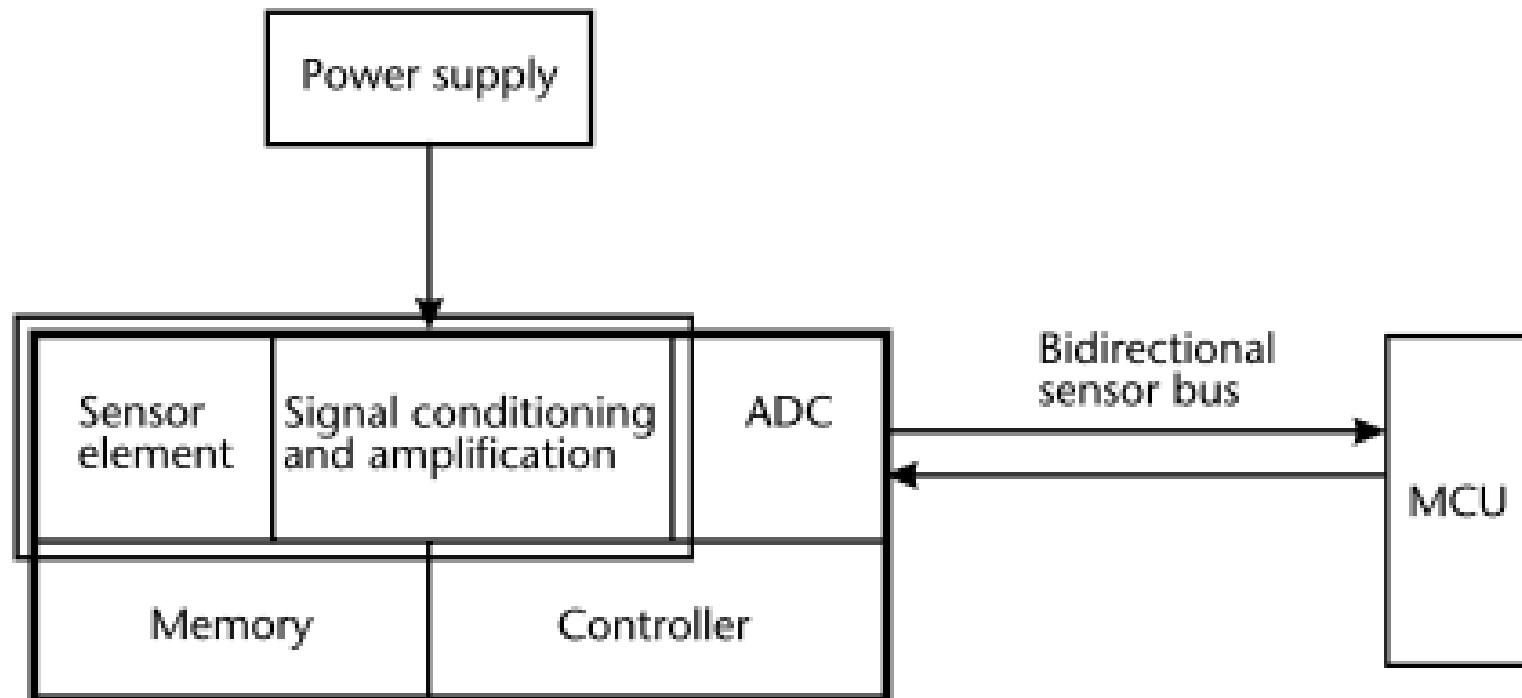 Power supply
Sensor
element
Signal conditioning
and amplification
ADC
Bidirectional
sensor bus
MCU
Memory
Controller